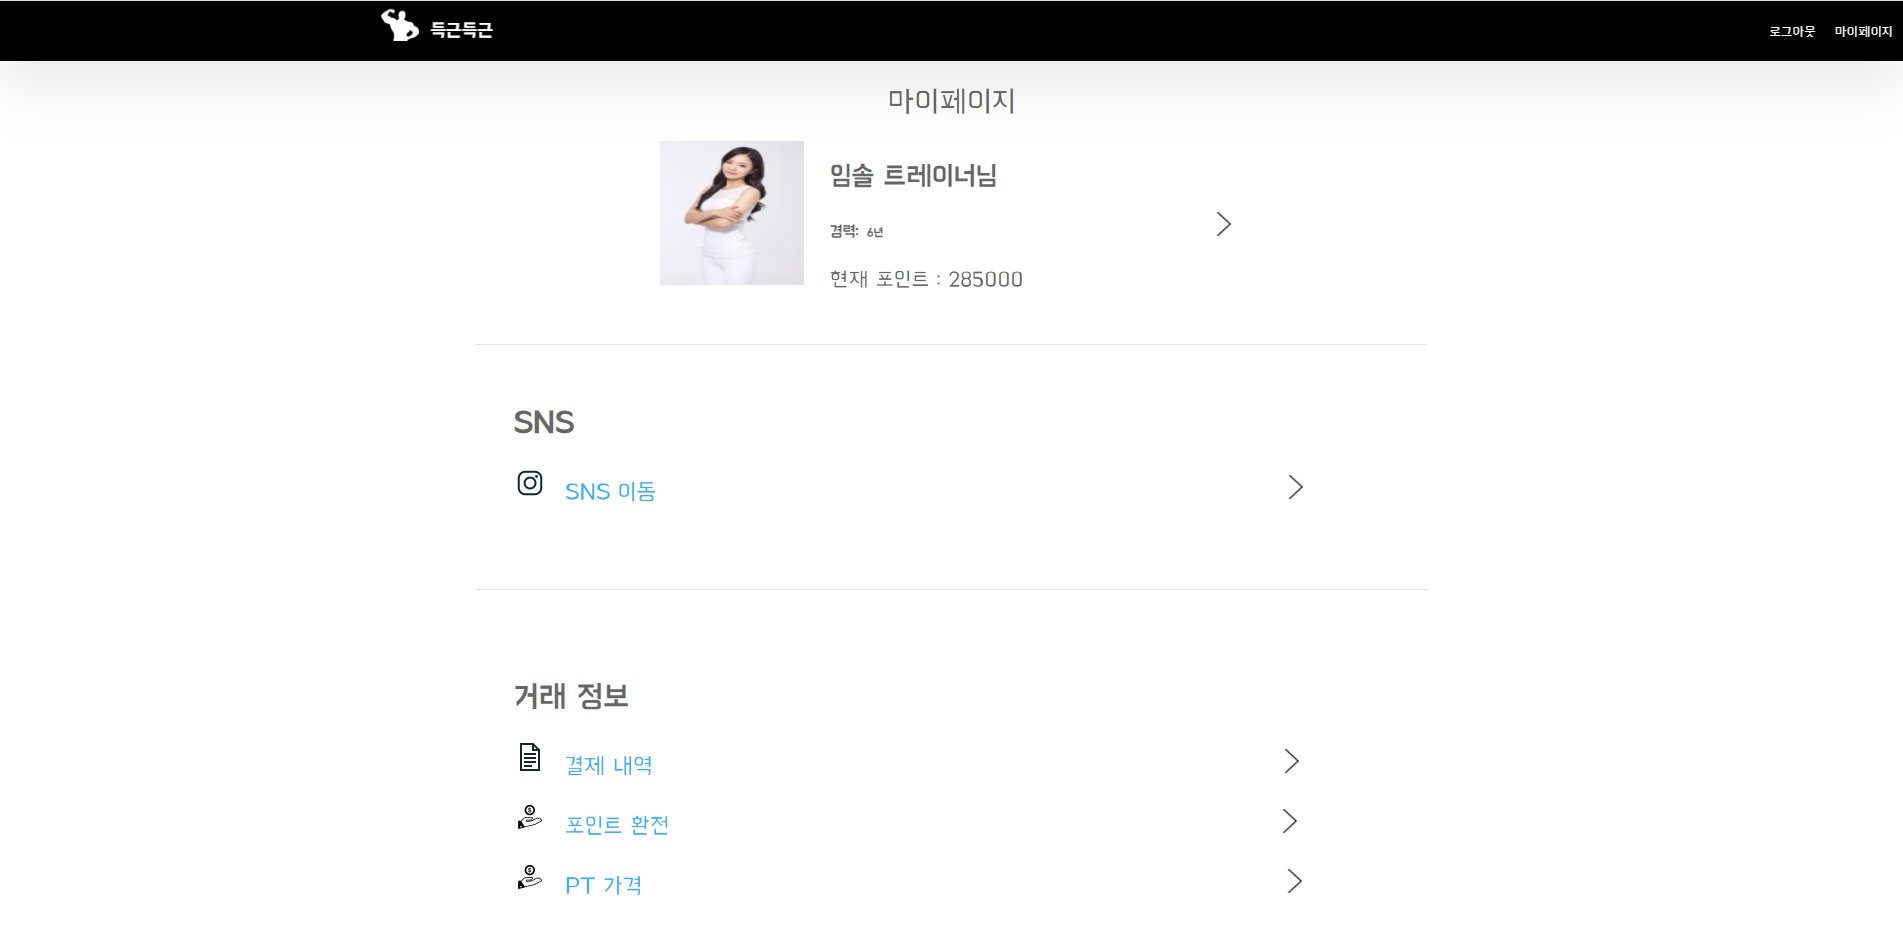 득근득근
로그아웃 마이페이지
마이페이지
임솔 트레이너님
경력: 6년
현재 포인트 : 285000
SNS
SNS 이동
거래 정보
결제 내역
포인트 환전
PT 가격